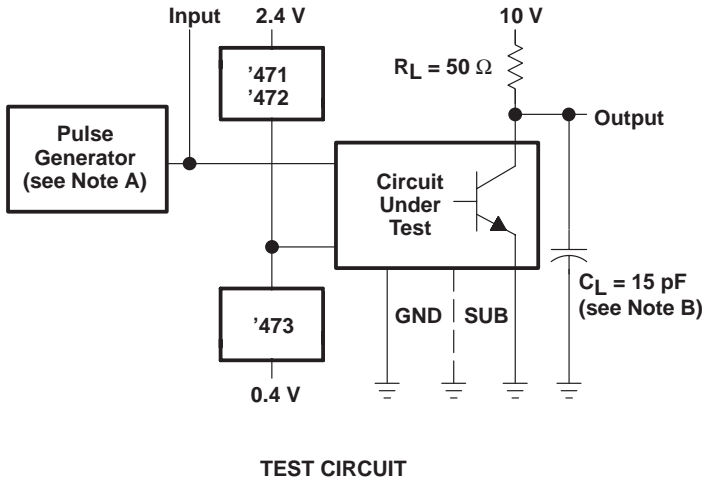 Input
2.4 V
10 V
'471
'472
RL = 50 Ω
Pulse
Generator
(see Note A)
Output
Circuit
Under
Test
CL = 15 pF
(see Note B)
'473
GND
SUB
0.4 V
TEST CIRCUIT